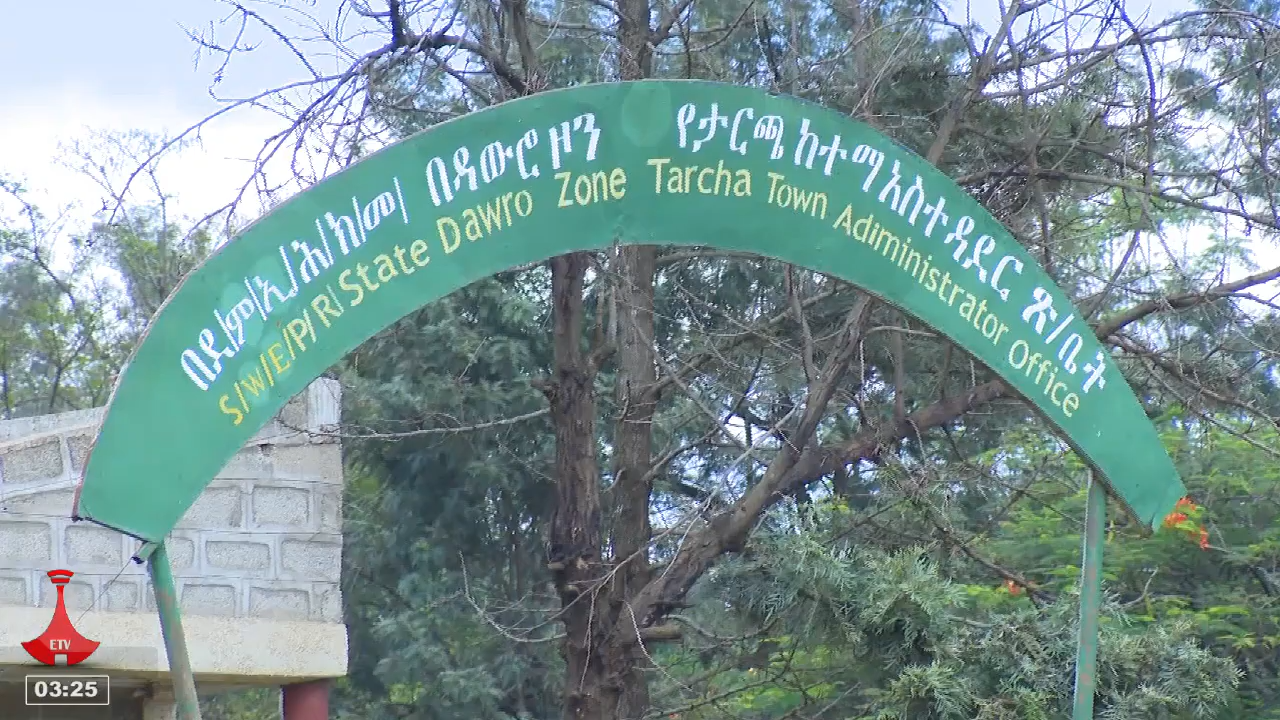 በደ/ም/ኢ/ሕ/ክ/መ/ በዳውሮ ዞን የታርጫ ከተማ አስተዳደር ጽ/ቤት
S/W/E/P/R/State Dawro Zone Tarcha Town Adiministrator Office
ETV
03:25